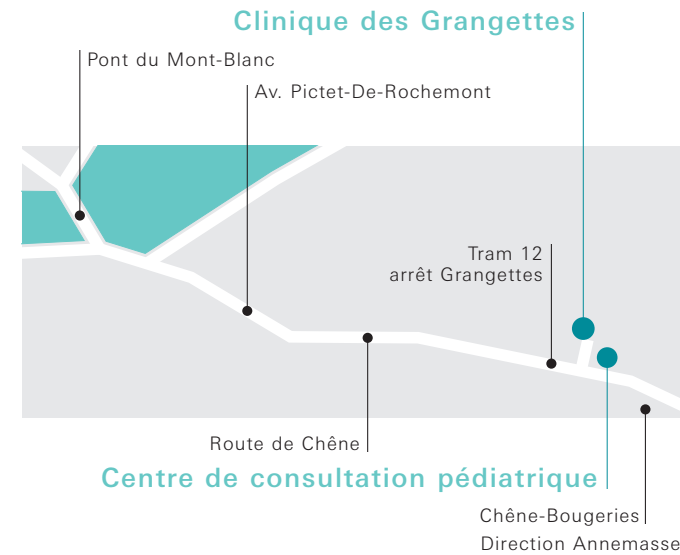 Clinique des Grangettes
Pont du Mont-Blanc
Av. Pictet-De-Rochemont
Tram 12
arrêt Grangettes
Route de Chêne
Centre de consultation pédiatrique
Chêne-Bougeries
Direction Annemasse